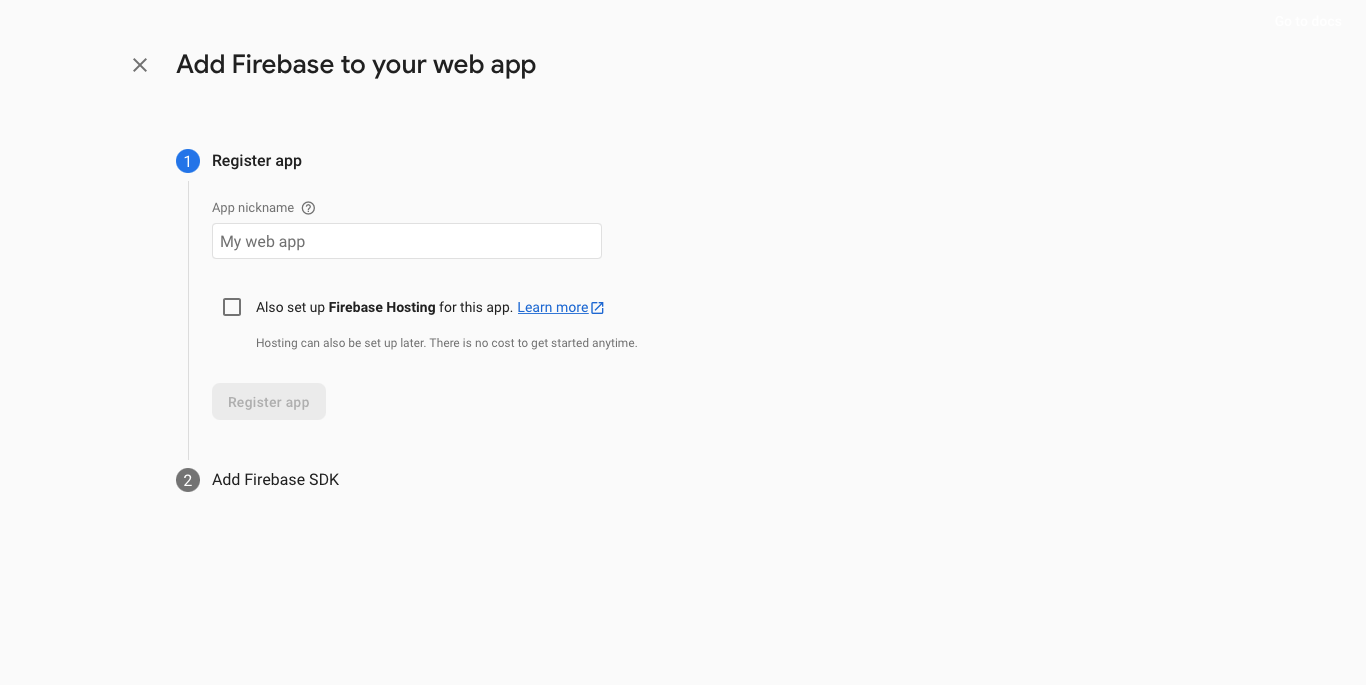 Go to docs
Add Firebase to your web app
1 Register app
App nickname
My web app
Also set up Firebase Hosting for this app. Learn more
Hosting can also be set up later. There is no cost to get started anytime.
Register app
2 Add Firebase SDK